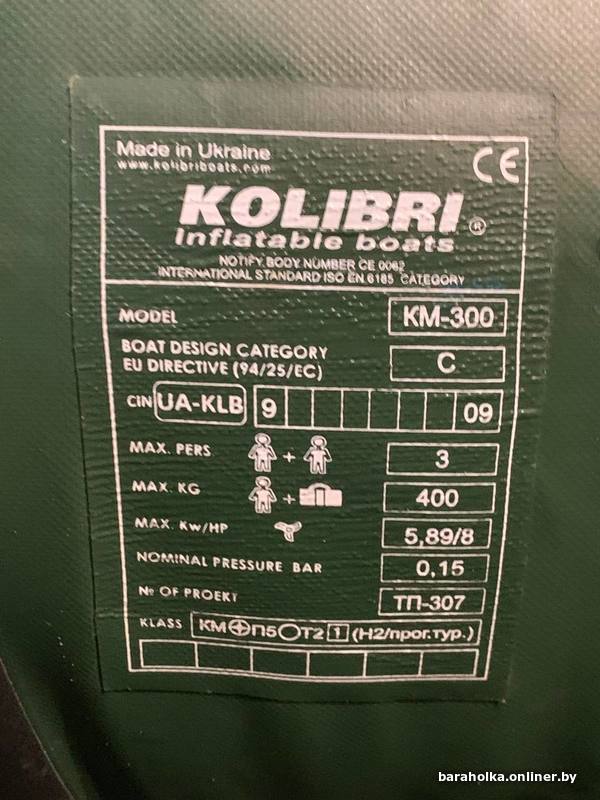 Made in Ukraine
www.kolibriboats.com
CE
KOLIBRI ®
Inflatable boats
NOTIFY.BODY NUMBER CE 0062
INTERNATIONAL STANDARD ISO EN 6185 CATEGORY
MODEL KM-300
BOAT DESIGN CATEGORY
EU DIRECTIVE (94/25/EC) C
CIN UA-KLB 9 09
MAX. PERS + 3
MAX. KG + 400
MAX. Kw/HP 5,89/8
NOMINAL PRESSURE BAR 0,15
№ OF PROEKT ТП-307
KLASS КМ⊕П5○Т2 1 (Н2/прог.тур.)
baraholka.onliner.by